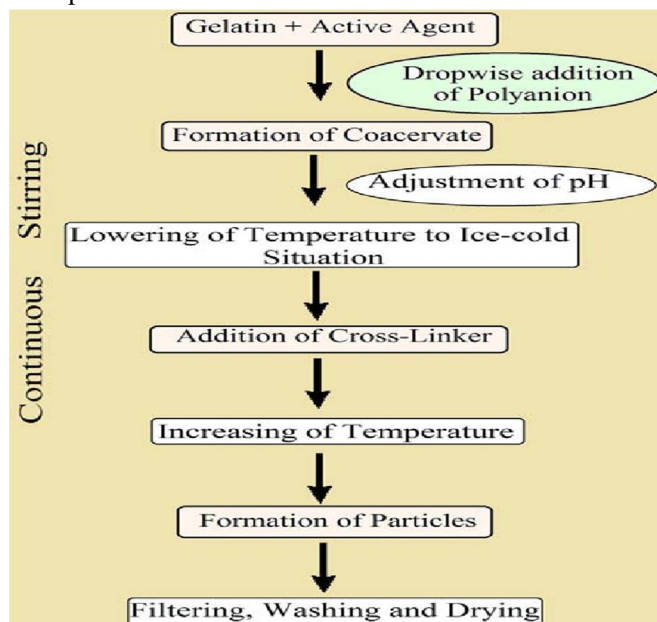 Gelatin + Active Agent
Dropwise addition
of Polyanion
Formation of Coacervate
Adjustment of pH
Lowering of Temperature to Ice-cold
Situation
Addition of Cross-Linker
Increasing of Temperature
Formation of Particles
Filtering, Washing and Drying
Continuous Stirring